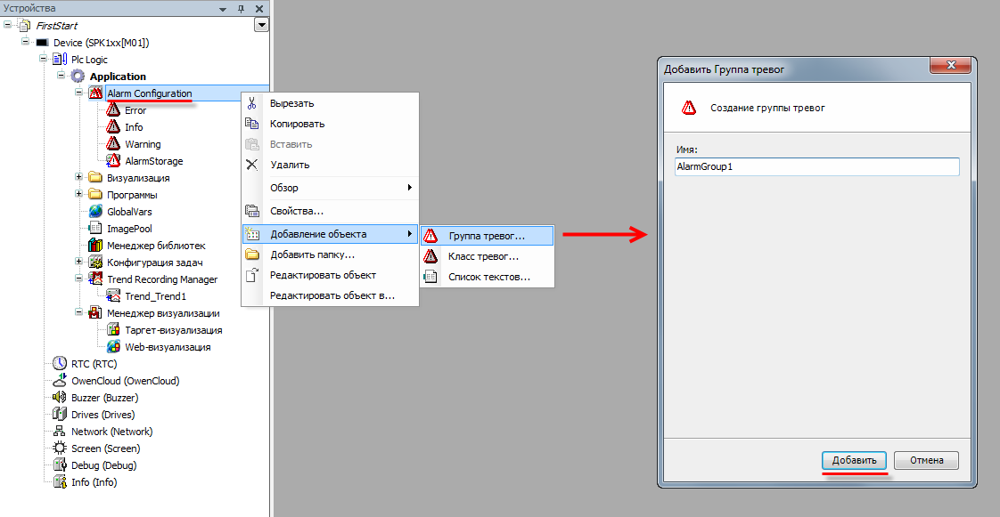 Устройства
FirstStart
Device (SPK1xx[M01])
Plc Logic
Application
Alarm Configuration
Error
Info
Warning
AlarmStorage
Визуализация
Программы
GlobalVars
ImagePool
Менеджер библиотек
Конфигурация задач
Trend Recording Manager
Trend_Trend1
Менеджер визуализации
Таргет-визуализация
Web-визуализация
RTC (RTC)
OwenCloud (OwenCloud)
Buzzer (Buzzer)
Drives (Drives)
Network (Network)
Screen (Screen)
Debug (Debug)
Info (Info)
Вырезать
Копировать
Вставить
Удалить
Обзор
Свойства...
Добавление объекта
Добавить папку...
Редактировать объект
Редактировать объект в...
Группа тревог...
Класс тревог...
Список текстов...
Добавить Группа тревог
Создание группы тревог
Имя:
AlarmGroup1
Добавить
Отмена